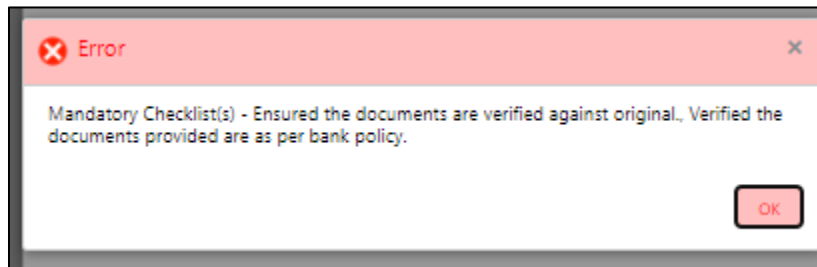 Error
Mandatory Checklist(s) - Ensured the documents are verified against original., Verified the
documents provided are as per bank policy.
OK